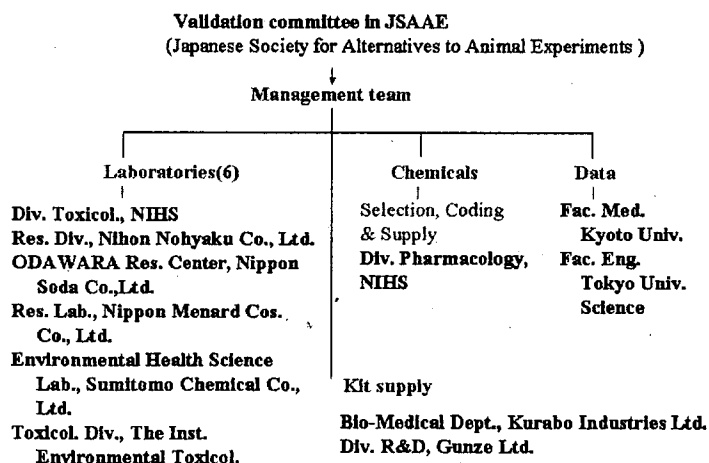 Validation committee in JSAAE
(Japanese Society for Alternatives to Animal Experiments )
Management team
Laboratories(6)
Div. Toxicol., NIHS
Res. Div., Nihon Nohyaku Co., Ltd.
ODAWARA Res. Center, Nippon
Soda Co.,Ltd.
Res. Lab., Nippon Menard Cos.
Co., Ltd.
Environmental Health Science
Lab., Sumitomo Chemical Co.,
Ltd.
Toxicol. Div., The Inst.
Environmental Toxicol.
Chemicals
Selection, Coding
& Supply
Div. Pharmacology,
NIHS
Data
Fac. Med.
Kyoto Univ.
Fac. Eng.
Tokyo Univ.
Science
Kit supply
Bio-Medical Dept., Kurabo Industries Ltd.
Div. R&D, Gunze Ltd.